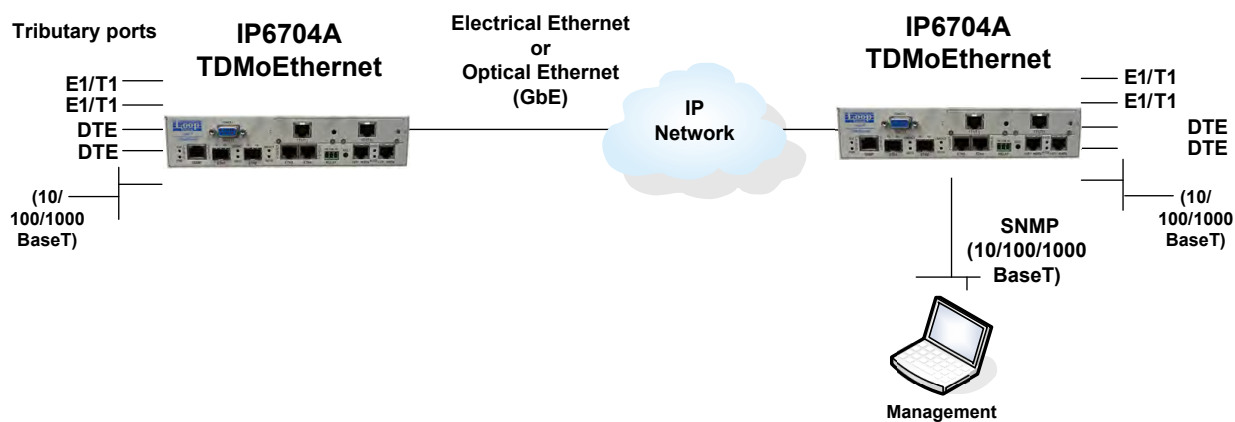 Tributary ports
IP6704A
TDMoEthernet
E1/T1
E1/T1
DTE
DTE
(10/
100/1000
BaseT)
Electrical Ethernet
or
Optical Ethernet
(GbE)
IP
Network
IP6704A
TDMoEthernet
E1/T1
E1/T1
DTE
DTE
(10/
100/1000
BaseT)
SNMP
(10/100/1000
BaseT)
Management
Loop
Loop